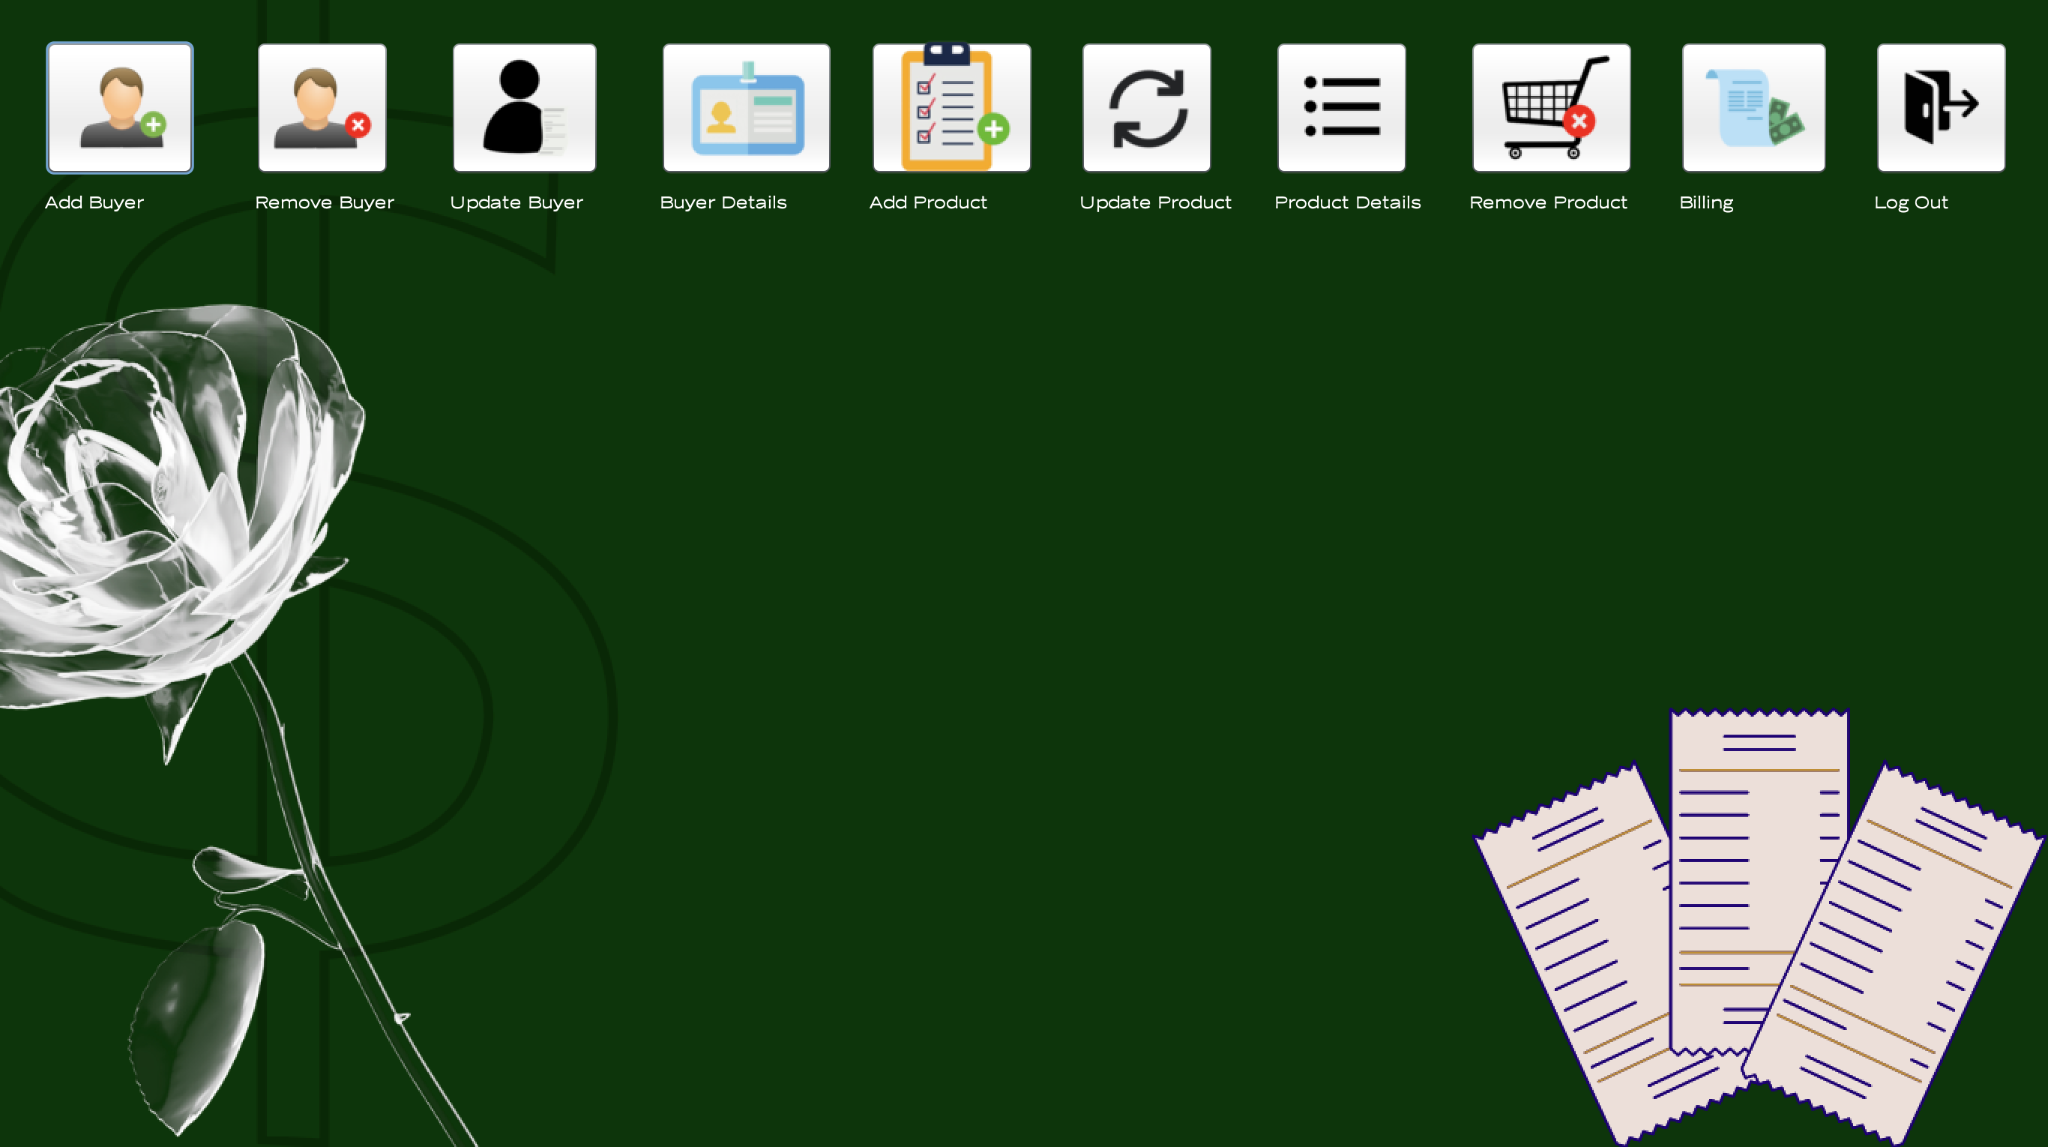 Add Buyer
Remove Buyer
Update Buyer
Buyer Details
Add Product
Update Product
Product Details
Remove Product
Billing
Log Out